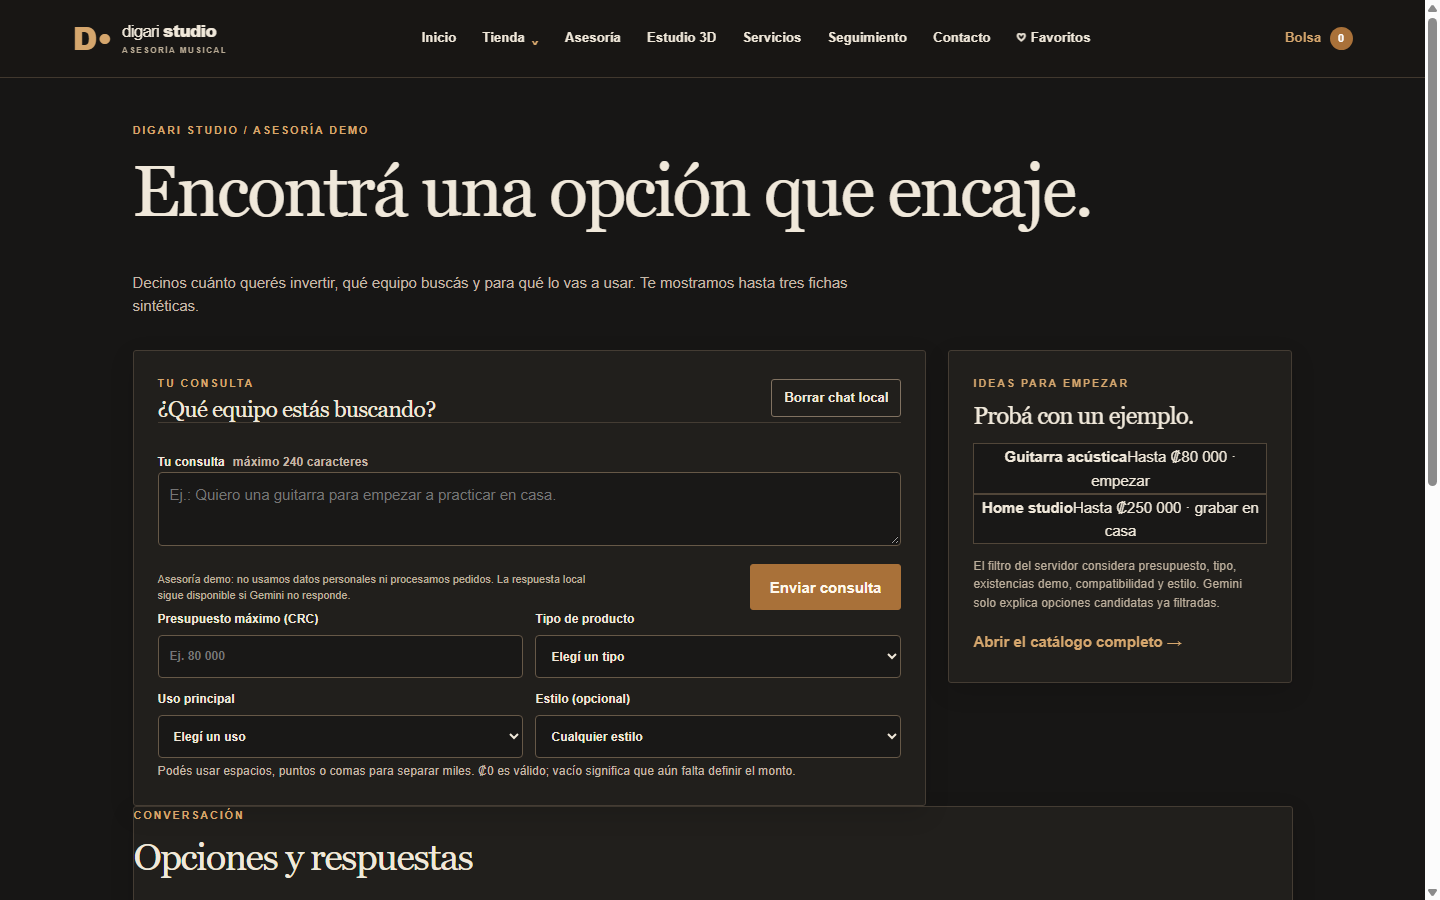 D•
digari studio
ASESORÍA MUSICAL
Inicio
Tienda
Asesoría
Estudio 3D
Servicios
Seguimiento
Contacto
♡ Favoritos
Bolsa 0
DIGARI STUDIO / ASESORÍA DEMO
Encontrá una opción que encaje.
Decinos cuánto querés invertir, qué equipo buscás y para qué lo vas a usar. Te mostramos hasta tres fichas
sintéticas.
TU CONSULTA
¿Qué equipo estás buscando?
Borrar chat local
Tu consulta máximo 240 caracteres
Ej.: Quiero una guitarra para empezar a practicar en casa.
Asesoría demo: no usamos datos personales ni procesamos pedidos. La respuesta local
sigue disponible si Gemini no responde.
Enviar consulta
Presupuesto máximo (CRC)
Ej. 80 000
Tipo de producto
Elegí un tipo
Uso principal
Elegí un uso
Estilo (opcional)
Cualquier estilo
Podés usar espacios, puntos o comas para separar miles. ₡0 es válido; vacío significa que aún falta definir el monto.
IDEAS PARA EMPEZAR
Probá con un ejemplo.
Guitarra acústicaHasta ₡80 000 ·
empezar
Home studioHasta ₡250 000 · grabar en
casa
El filtro del servidor considera presupuesto, tipo,
existencias demo, compatibilidad y estilo. Gemini
solo explica opciones candidatas ya filtradas.
Abrir el catálogo completo →
CONVERSACIÓN
Opciones y respuestas